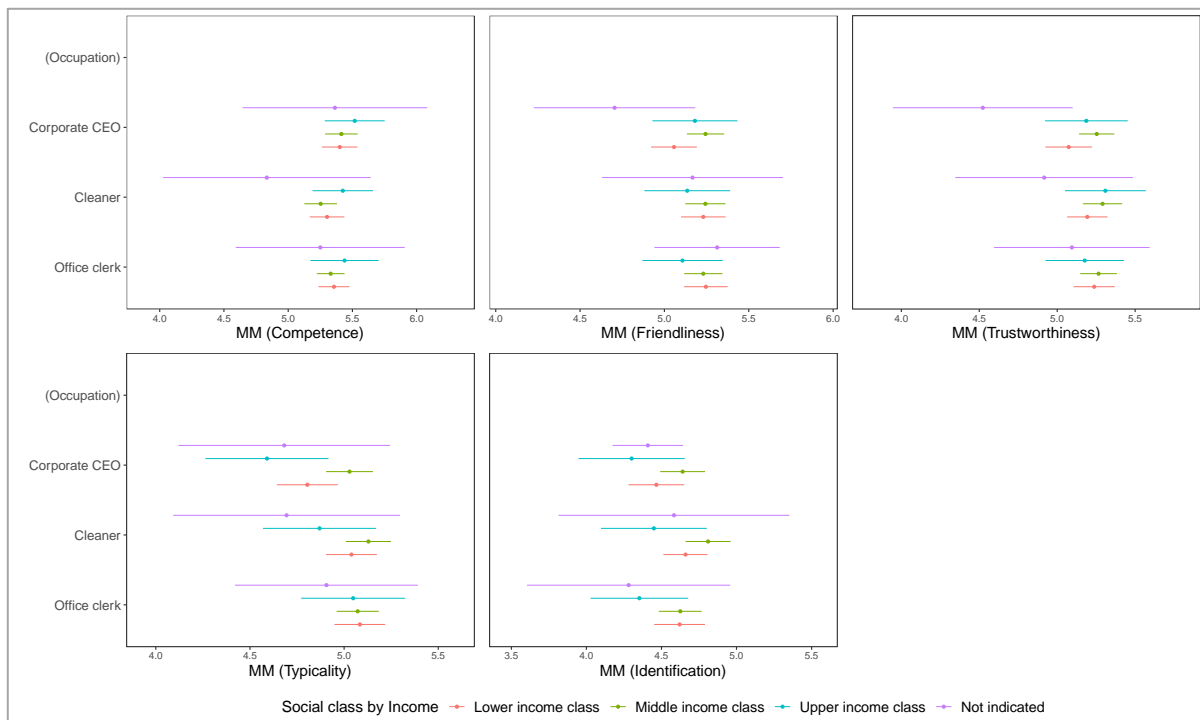 (Occupation)
Corporate CEO
Cleaner
Office clerk
4.0 4.5 5.0 5.5 6.0
MM (Competence)
4.0 4.5 5.0 5.5 6.0
MM (Friendliness)
4.0 4.5 5.0 5.5
MM (Trustworthiness)
(Occupation)
Corporate CEO
Cleaner
Office clerk
4.0 4.5 5.0 5.5
MM (Typicality)
3.5 4.0 4.5 5.0 5.5
MM (Identification)
Social class by Income Lower income class Middle income class Upper income class Not indicated